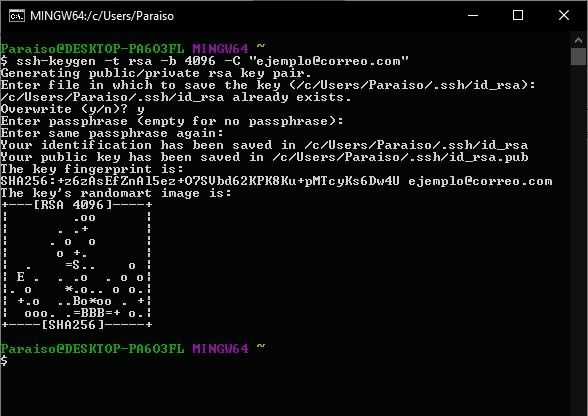 MINGW64:/c/Users/Paraiso
Paraiso@DESKTOP-PA6O3FL MINGW64 ~
$ ssh-keygen -t rsa -b 4096 -C "ejemplo@correo.com"
Generating public/private rsa key pair.
Enter file in which to save the key (/c/Users/Paraiso/.ssh/id_rsa):
/c/Users/Paraiso/.ssh/id_rsa already exists.
Overwrite (y/n)? y
Enter passphrase (empty for no passphrase):
Enter same passphrase again:
Your identification has been saved in /c/Users/Paraiso/.ssh/id_rsa
Your public key has been saved in /c/Users/Paraiso/.ssh/id_rsa.pub
The key fingerprint is:
SHA256:+z6zAsEfZnAl5ez+O7SVbd62KPK8Ku+pMTcyKs6Dw4U ejemplo@correo.com
The key's randomart image is:
+---[RSA 4096]----+
|        .oo      |
|      . .+       |
|     . o  o      |
|      o +.       |
|  .    =S..    o |
| E .  . .o  . o o|
|. o    *.o.. o o.|
| +.o  ..Bo*oo . +|
|  ooo. .=BBB=+ o.|
+----[SHA256]-----+
Paraiso@DESKTOP-PA6O3FL MINGW64 ~
$